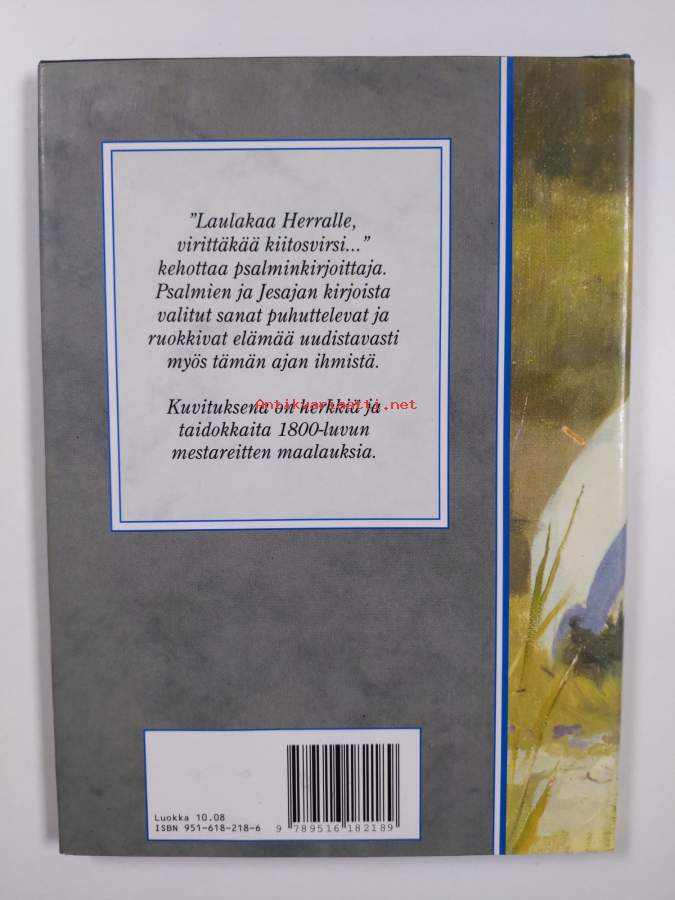 ”Laulakaa Herralle,
virittäkää kiitosvirsi...”
kehottaa psalminkirjoittaja.
Psalmien ja Jesajan kirjoista
valitut sanat puhuttelevat ja
ruokkivat elämää uudistavasti
myös tämän ajan ihmistä.
Antikvariaatti.net
Kuvituksena on herkkiä ja
taidokkaita 1800-luvun
mestareitten maalauksia.
Luokka 10.08
ISBN 951-618-218-6
9 789516 182189